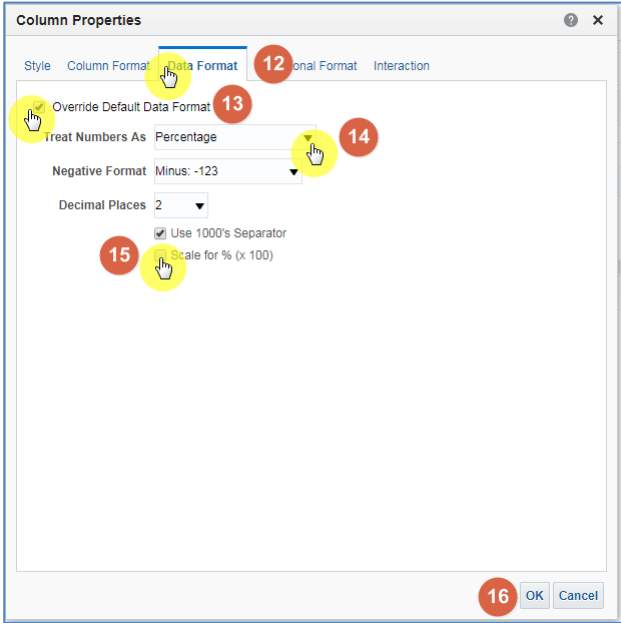 Column Properties
Style Column Format Data Format 12 onal Format Interaction
Override Default Data Format 13
Treat Numbers As Percentage 14
Negative Format Minus: -123
Decimal Places 2
Use 1000's Separator
15 Scale for % (x 100)
16 OK Cancel